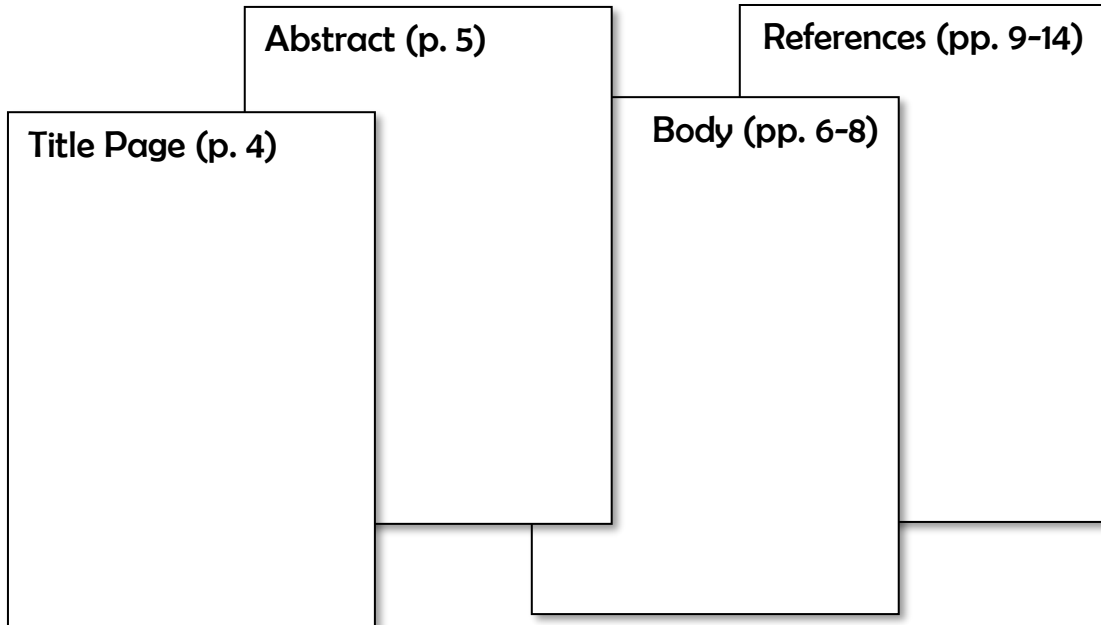 Title Page (p. 4)
Abstract (p. 5)
Body (pp. 6-8)
References (pp. 9-14)